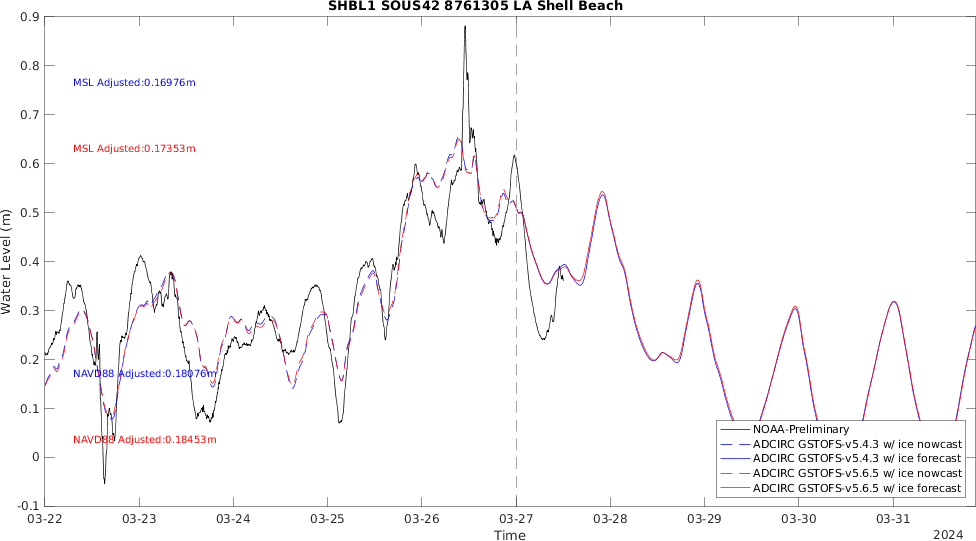 SHBL1 SOUS42 8761305 LA Shell Beach
0.9
0.8
0.7
0.6
0.5
0.4
0.3
0.2
0.1
0
-0.1
Water Level (m)
MSL Adjusted:0.16976m
MSL Adjusted:0.17353m
NAVD88 Adjusted:0.18076m
NAVD88 Adjusted:0.18453m
NOAA-Preliminary
ADCIRC GSTOFS-v5.4.3 w/ ice nowcast
ADCIRC GSTOFS-v5.4.3 w/ ice forecast
ADCIRC GSTOFS-v5.6.5 w/ ice nowcast
ADCIRC GSTOFS-v5.6.5 w/ ice forecast
03-22 03-23 03-24 03-25 03-26 03-27 03-28 03-29 03-30 03-31
Time
2024